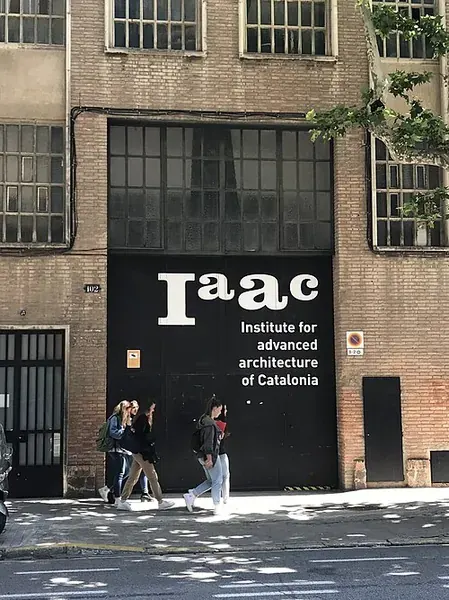 Iaac
Institute for
advanced
architecture
of Catalonia
102